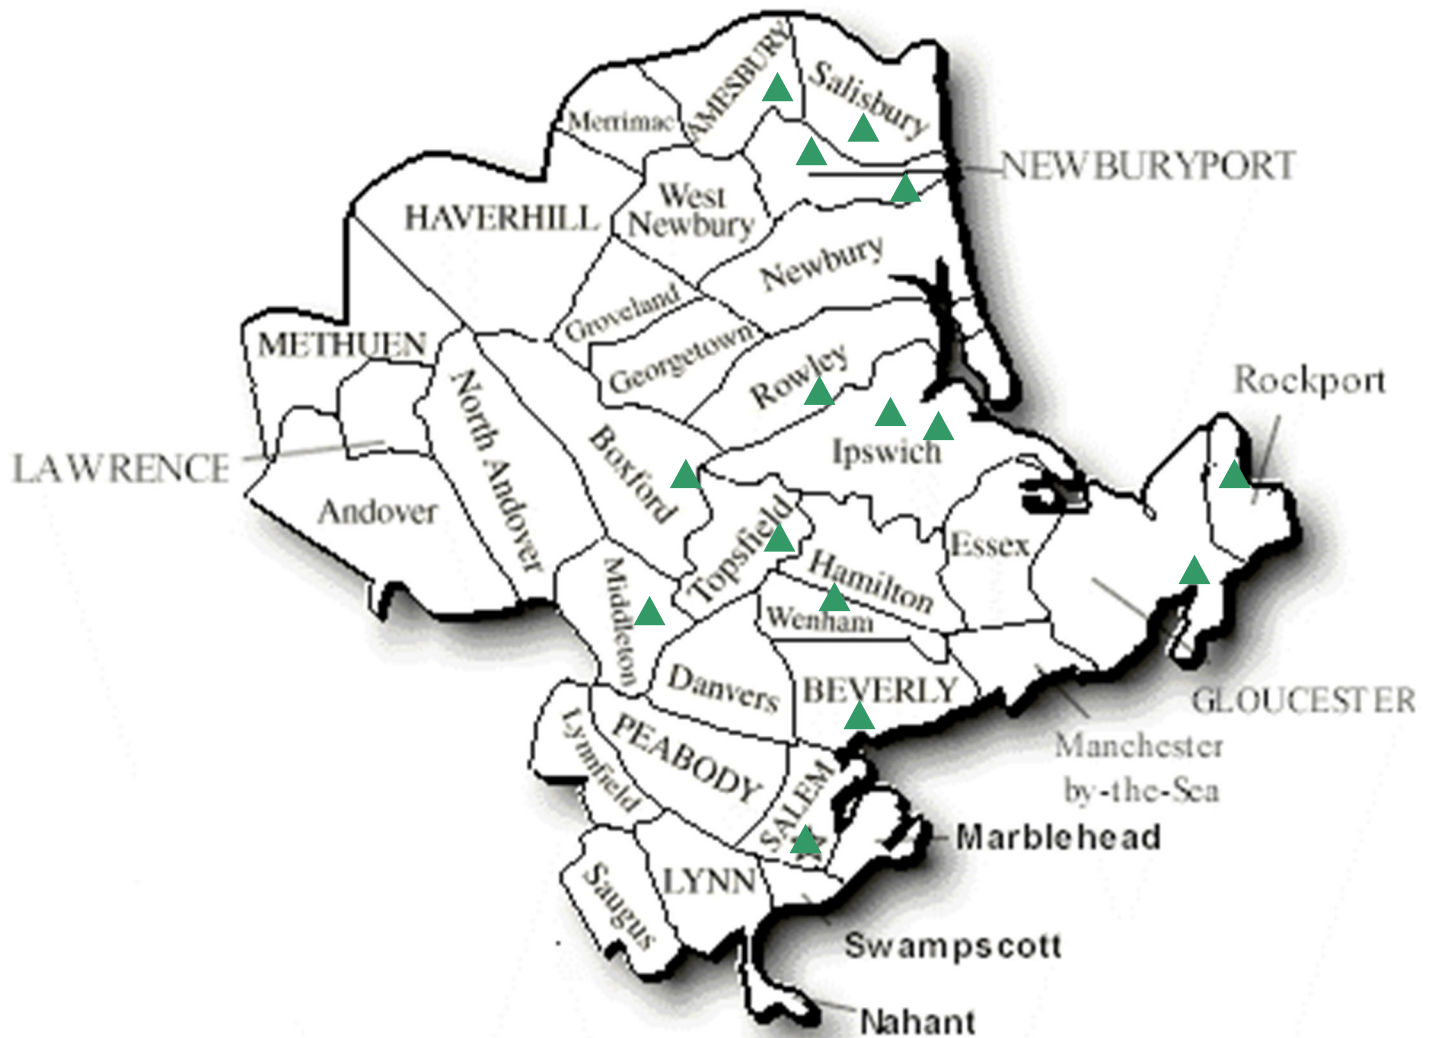 AMESBURY
Salisbury
Merrimac
NEWBURYPORT
West
Newbury
HAVERHILL
Newbury
Groveland
METHUEN
Georgetown
Rowley
Rockport
North Andover
Boxford
Ipswich
LAWRENCE
Andover
Topsfield
Essex
Hamilton
Middleton
Wenham
Danvers
BEVERLY
GLOUCESTER
Manchester
by-the-Sea
Lynnfield
PEABODY
SALEM
Marblehead
LYNN
Saugus
Swampscott
Nahant